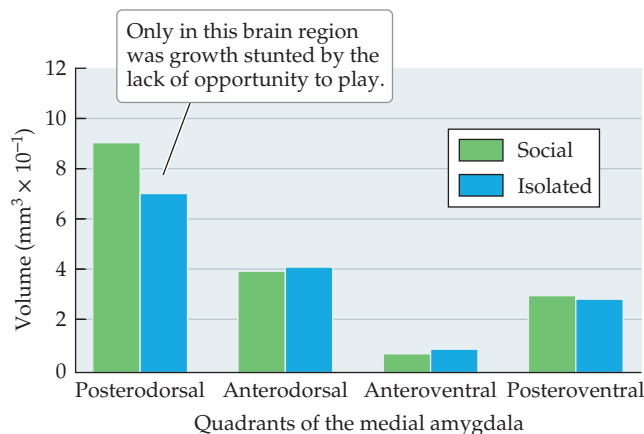 Only in this brain region
was growth stunted by the
lack of opportunity to play.
12
10
8
6
4
2
0
Volume (mm³ × 10⁻¹)
Social
Isolated
Posterodorsal Anterodorsal Anteroventral Posteroventral
Quadrants of the medial amygdala